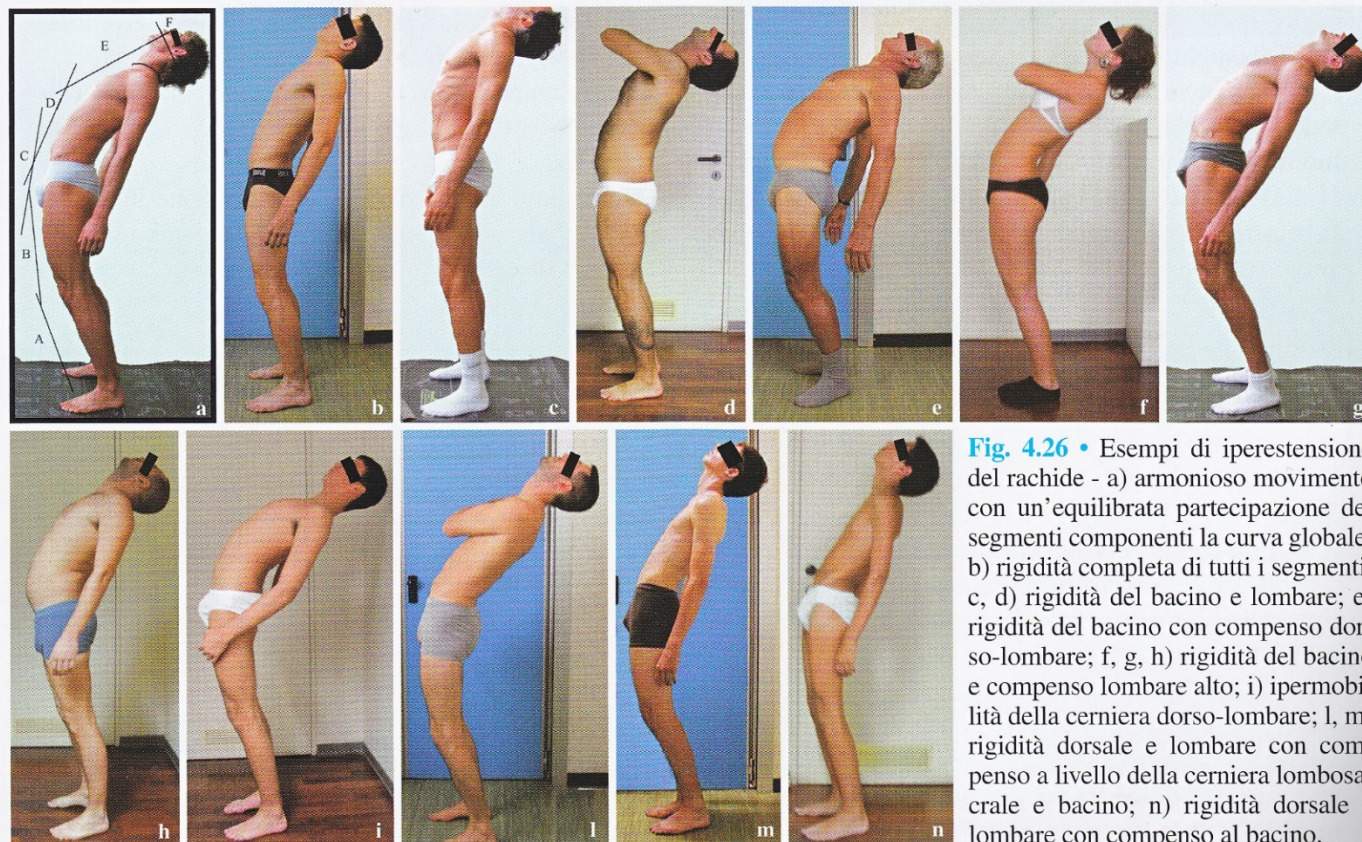 F
E
D
C
B
A
a
b
c
d
e
f
g
h
i
l
m
n
Fig. 4.26 • Esempi di iperestension
del rachide - a) armonioso movimento
con un'equilibrata partecipazione de
segmenti componenti la curva globale
b) rigidità completa di tutti i segmenti
c, d) rigidità del bacino e lombare; e
rigidità del bacino con compenso dor
so-lombare; f, g, h) rigidità del bacino
e compenso lombare alto; i) ipermobi
lità della cerniera dorso-lombare; l, m
rigidità dorsale e lombare con com
penso a livello della cerniera lombosa
crale e bacino; n) rigidità dorsale
lombare con compenso al bacino.